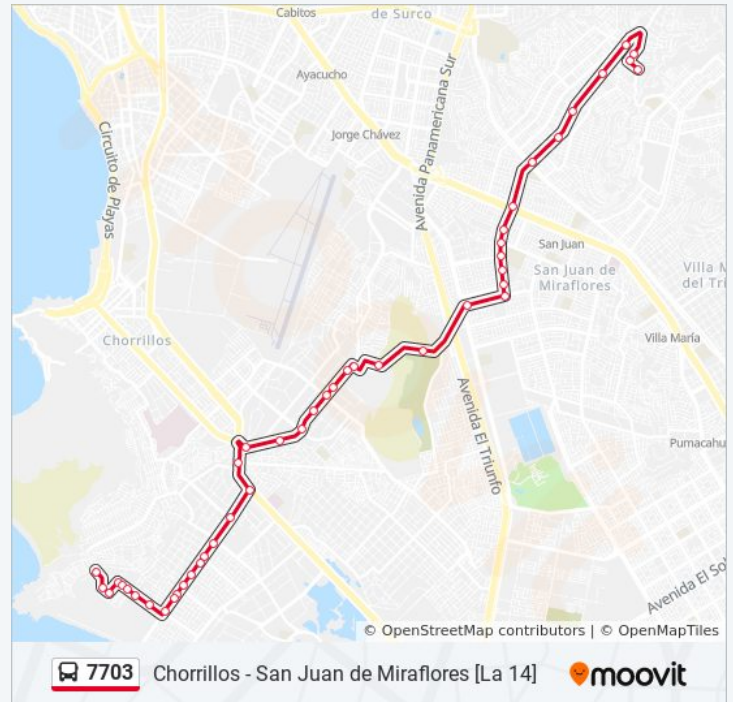 Cabitos
de Surco
Ayacucho
Jorge Chávez
Circuito de Playas
Avenida Panamericana Sur
San Juan
San Juan de
Miraflores
Villa M
del Tri
Chorrillos
Villa María
Avenida El Triunfo
Pumacahu
Avenida El Sol
© OpenStreetMap contributors | © OpenMapTiles
7703 Chorrillos - San Juan de Miraflores [La 14] moovit